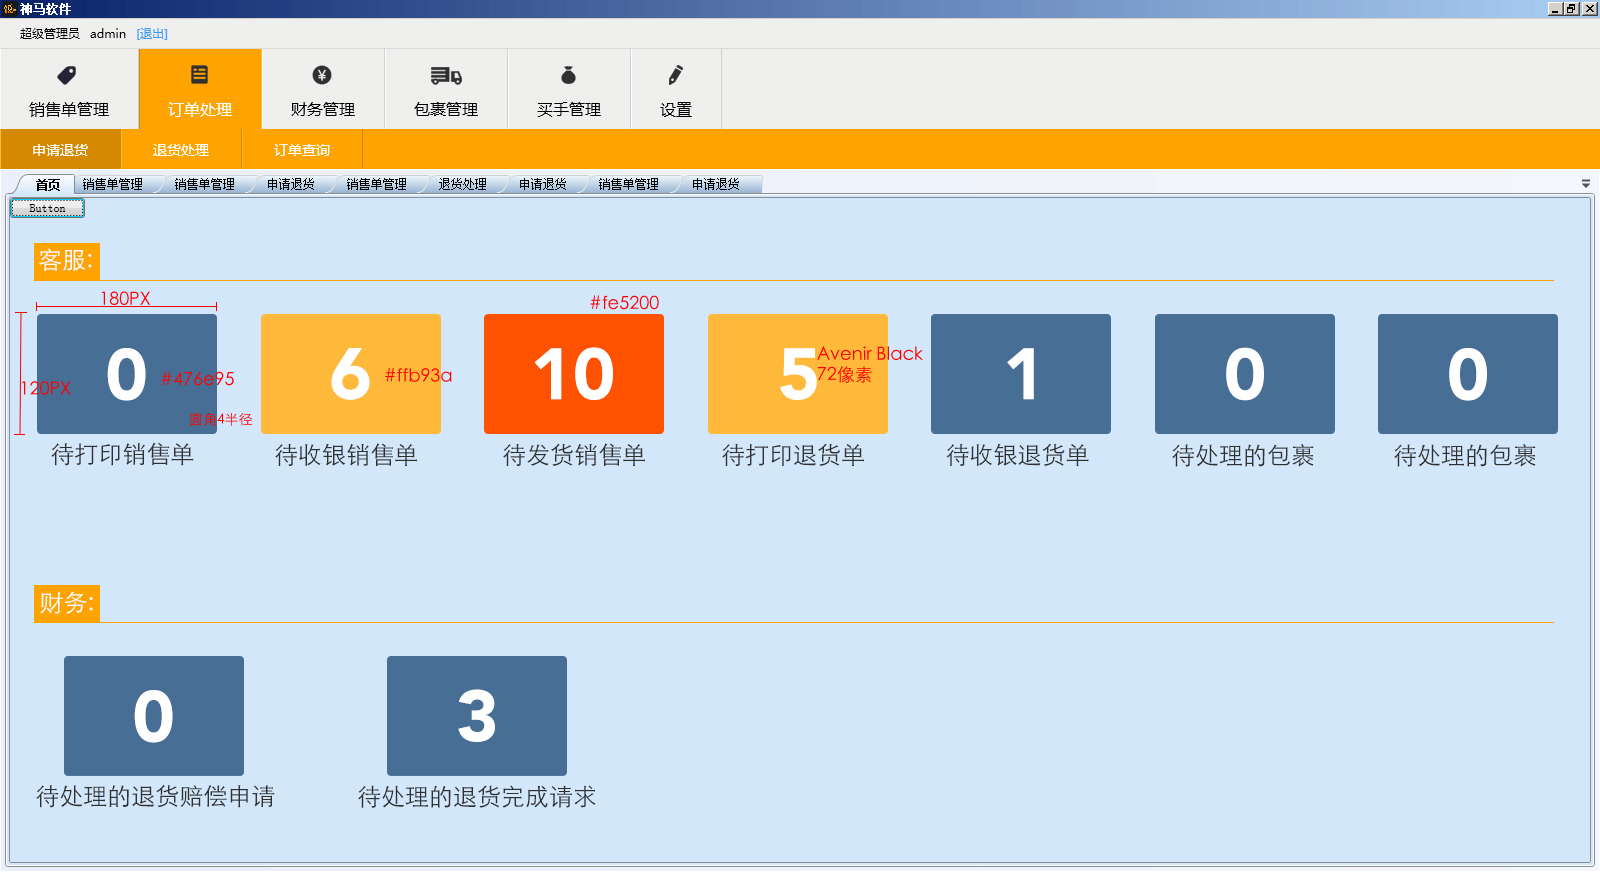 神马软件
超级管理员 admin [退出]
销售单管理 订单处理 财务管理 包裹管理 买手管理 设置
申请退货 退货处理 订单查询
首页 销售单管理 销售单管理 申请退货 销售单管理 退货处理 申请退货 销售单管理 申请退货
Button
客服:
180PX
#fe5200
120PX
0 #476e95
圆角4半径
6 #ffb93a
10
5 Avenir Black
72像素
1
0
0
待打印销售单 待收银销售单 待发货销售单 待打印退货单 待收银退货单 待处理的包裹 待处理的包裹
财务:
0 3
待处理的退货赔偿申请 待处理的退货完成请求